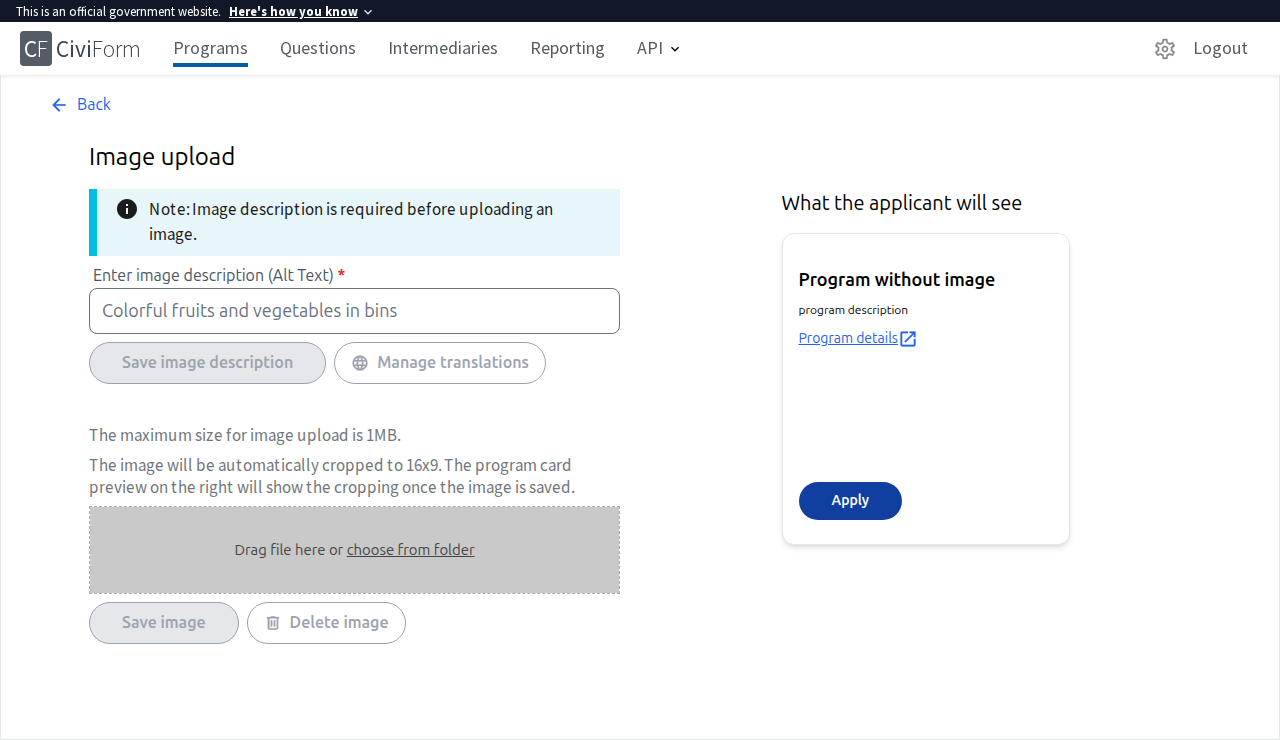 This is an official government website. Here's how you know
CF CiviForm Programs Questions Intermediaries Reporting API Logout
Back
Image upload
Note: Image description is required before uploading an
image.
Enter image description (Alt Text) *
Colorful fruits and vegetables in bins
Save image description Manage translations
The maximum size for image upload is 1MB.
The image will be automatically cropped to 16x9. The program card
preview on the right will show the cropping once the image is saved.
Drag file here or choose from folder
Save image Delete image
What the applicant will see
Program without image
program description
Program details
Apply